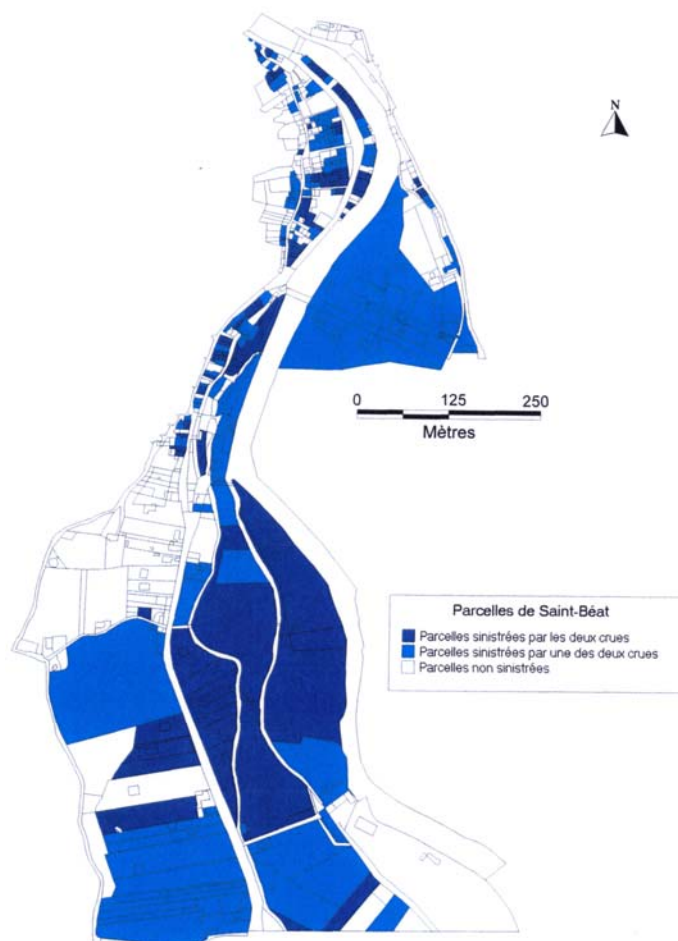 N
0 125 250
Mètres
Parcelles de Saint-Béat
Parcelles sinistrées par les deux crues
Parcelles sinistrées par une des deux crues
Parcelles non sinistrées